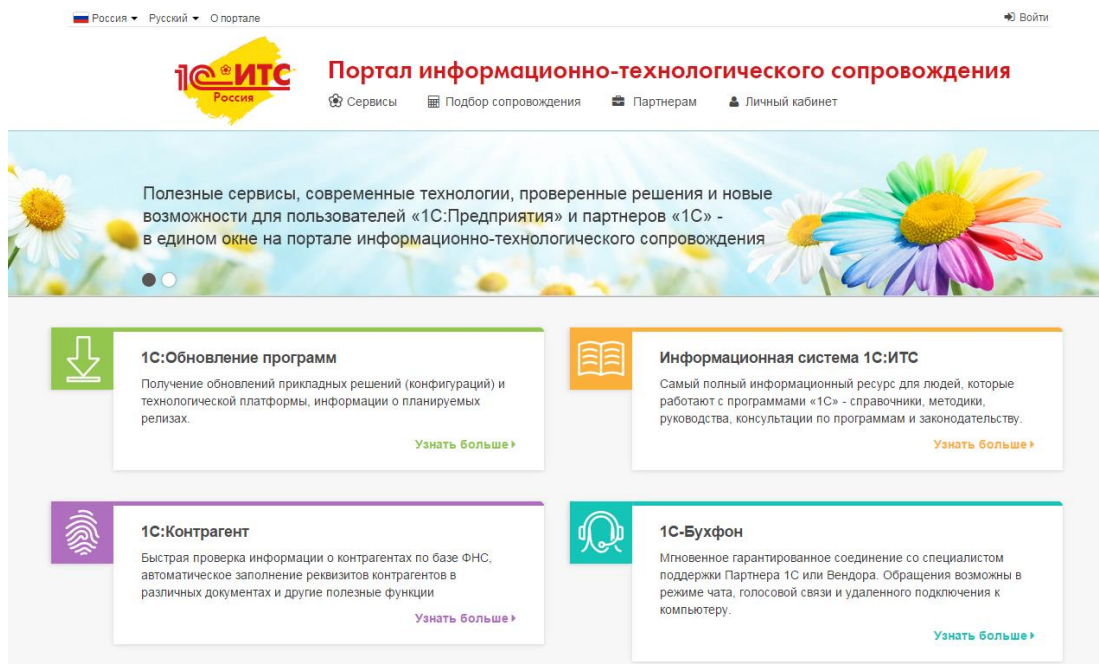 Россия
Русский
О портале
Войти
1С ИТС
Россия
Портал информационно-технологического сопровождения
Сервисы
Подбор сопровождения
Партнерам
Личный кабинет
Полезные сервисы, современные технологии, проверенные решения и новые
возможности для пользователей «1С:Предприятия» и партнеров «1С» -
в едином окне на портале информационно-технологического сопровождения
1С:Обновление программ
Получение обновлений прикладных решений (конфигураций) и
технологической платформы, информации о планируемых
релизах.
Узнать больше
Информационная система 1С:ИТС
Самый полный информационный ресурс для людей, которые
работают с программами «1С» - справочники, методики,
руководства, консультации по программам и законодательству.
Узнать больше
1С:Контрагент
Быстрая проверка информации о контрагентах по базе ФНС,
автоматическое заполнение реквизитов контрагентов в
различных документах и другие полезные функции
Узнать больше
1С-Бухфон
Мгновенное гарантированное соединение со специалистом
поддержки Партнера 1С или Вендора. Обращения возможны в
режиме чата, голосовой связи и удаленного подключения к
компьютеру.
Узнать больше